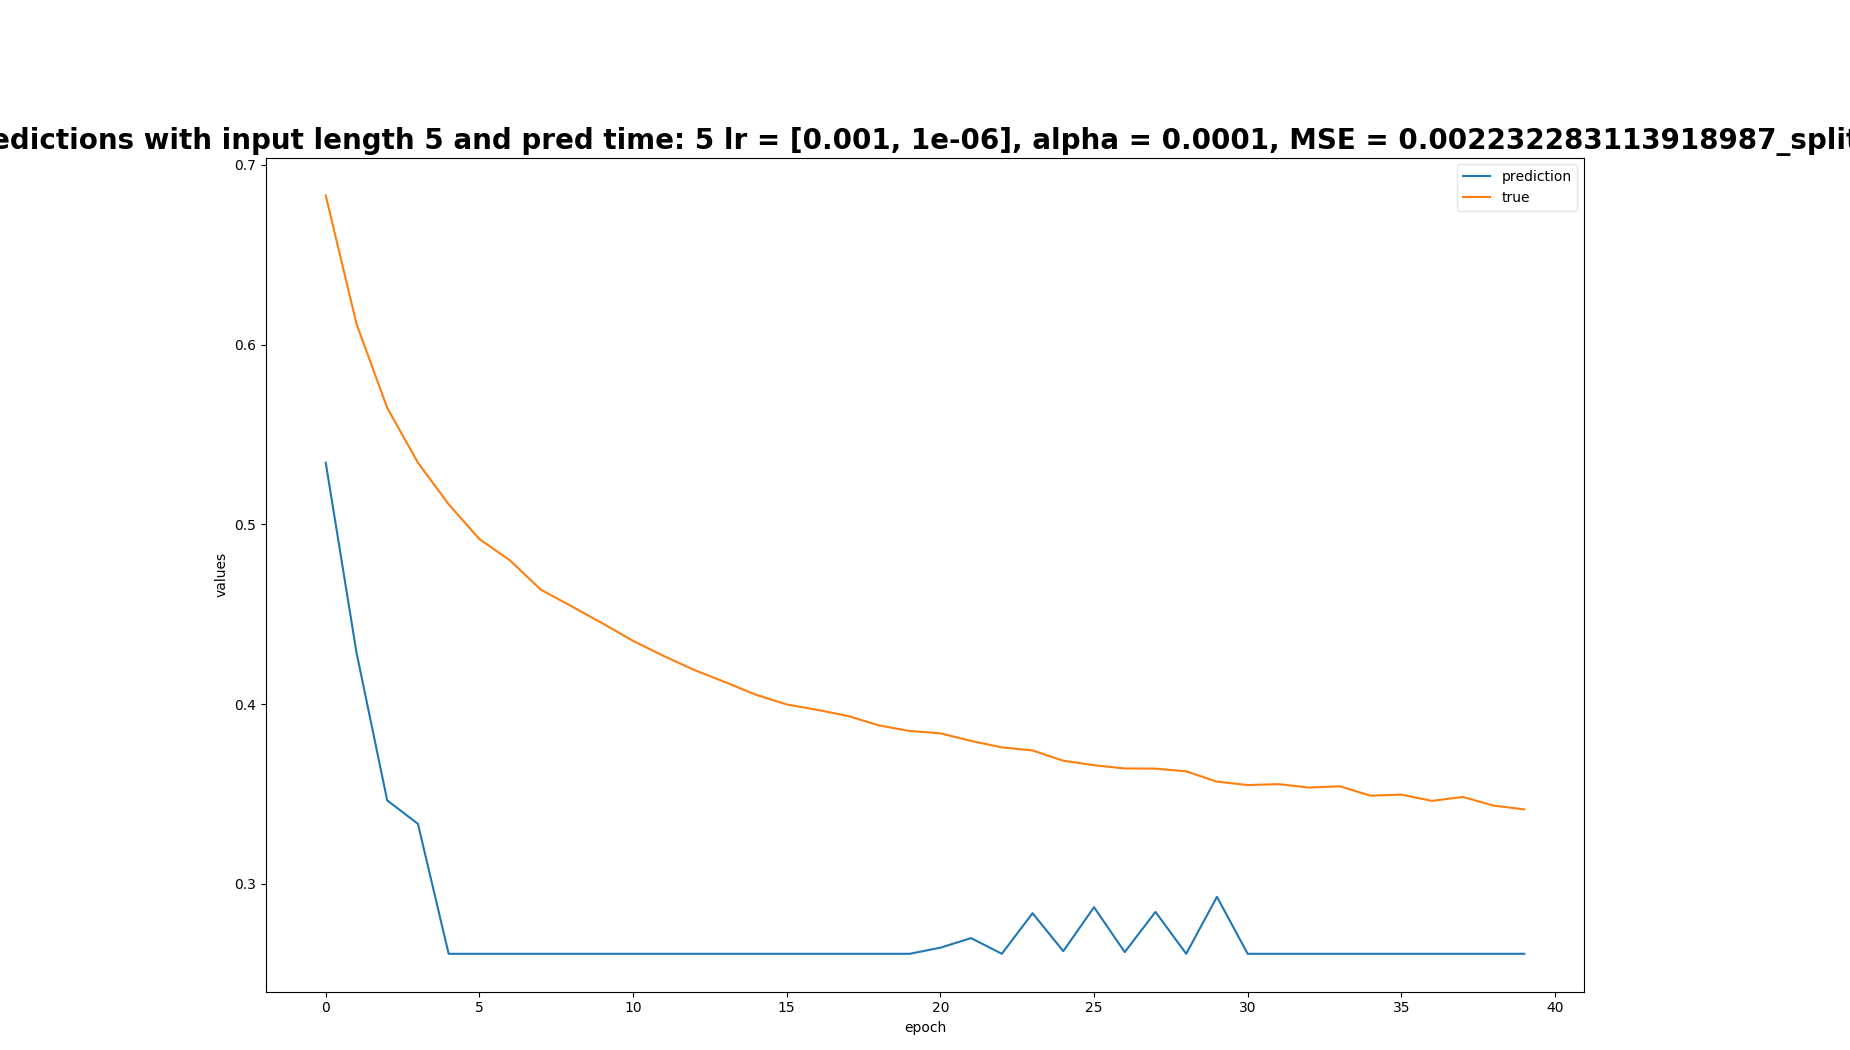 edictions with input length 5 and pred time: 5 lr = [0.001, 1e-06], alpha = 0.0001, MSE = 0.002232283113918987_split
prediction
true
0.7
0.6
0.5
0.4
0.3
values
0 5 10 15 20 25 30 35 40
epoch